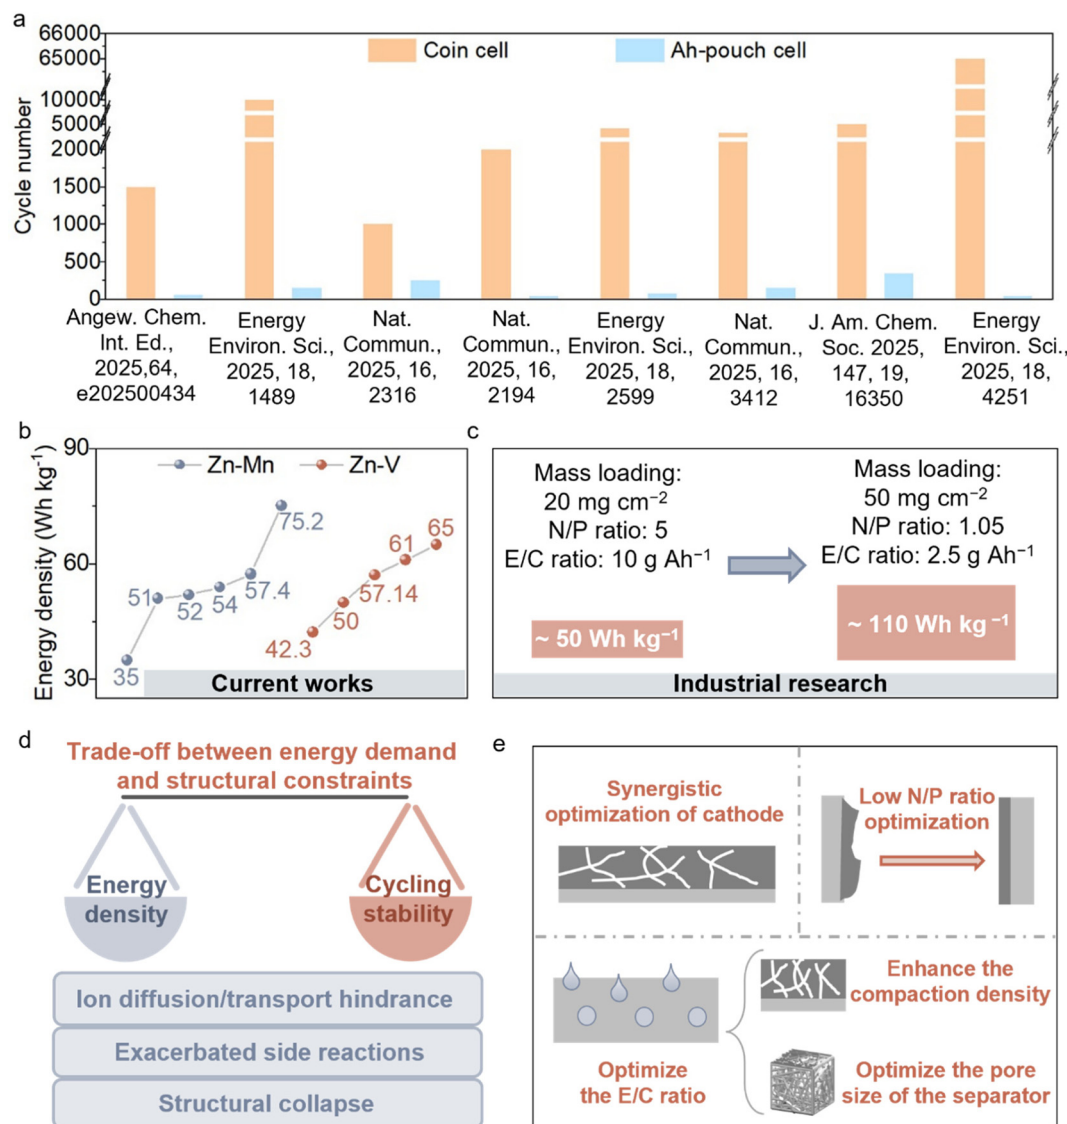 a
66000
65000
10000
5000
2000
1500
1000
500
0
Cycle number
Coin cell
Ah-pouch cell
Angew. Chem.
Int. Ed.,
2025,64,
e202500434
Energy
Environ. Sci.,
2025, 18,
1489
Nat.
Commun.,
2025, 16,
2316
Nat.
Commun.,
2025, 16,
2194
Energy
Environ. Sci.,
2025, 18,
2599
Nat.
Commun.,
2025, 16,
3412
J. Am. Chem.
Soc. 2025,
147, 19,
16350
Energy
Environ. Sci.,
2025, 18,
4251
b
90
60
30
Energy density (Wh kg⁻¹)
Zn-Mn
Zn-V
35
51
52
54
57.4
75.2
42.3
50
57.14
61
65
Current works
c
Mass loading:
20 mg cm⁻²
N/P ratio: 5
E/C ratio: 10 g Ah⁻¹
~ 50 Wh kg⁻¹
Mass loading:
50 mg cm⁻²
N/P ratio: 1.05
E/C ratio: 2.5 g Ah⁻¹
~ 110 Wh kg⁻¹
Industrial research
d
Trade-off between energy demand
and structural constraints
Energy
density
Cycling
stability
Ion diffusion/transport hindrance
Exacerbated side reactions
Structural collapse
e
Synergistic
optimization of cathode
Low N/P ratio
optimization
Optimize
the E/C ratio
Enhance the
compaction density
Optimize the pore
size of the separator